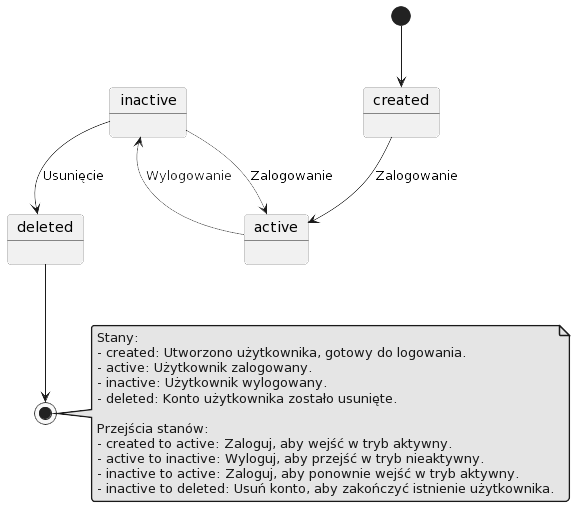 inactive
created
Usunięcie
Wylogowanie
Zalogowanie
Zalogowanie
deleted
active
Stany:
- created: Utworzono użytkownika, gotowy do logowania.
- active: Użytkownik zalogowany.
- inactive: Użytkownik wylogowany.
- deleted: Konto użytkownika zostało usunięte.
Przejścia stanów:
- created to active: Zaloguj, aby wejść w tryb aktywny.
- active to inactive: Wyloguj, aby przejść w tryb nieaktywny.
- inactive to active: Zaloguj, aby ponownie wejść w tryb aktywny.
- inactive to deleted: Usuń konto, aby zakończyć istnienie użytkownika.